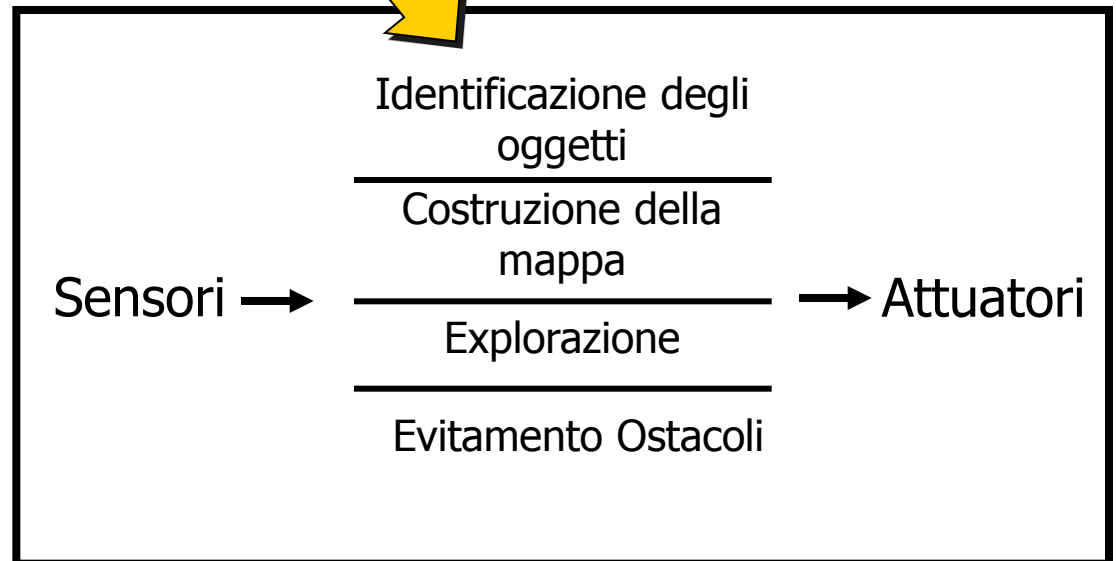 Identificazione degli
oggetti
Costruzione della
mappa
Sensori
Attuatori
Explorazione
Evitamento Ostacoli